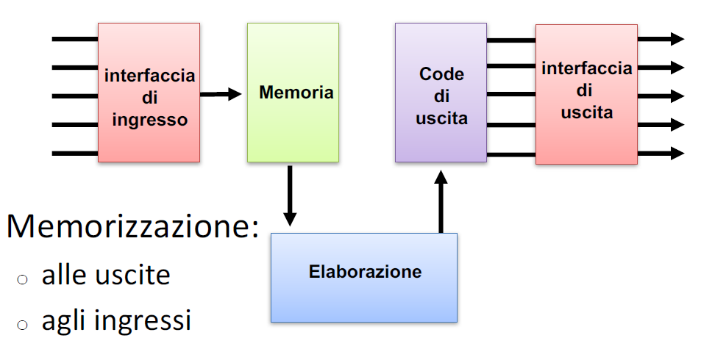 interfaccia
di
ingresso
Memoria
Code
di
uscita
interfaccia
di
uscita
Memorizzazione:
alle uscite
agli ingressi
Elaborazione